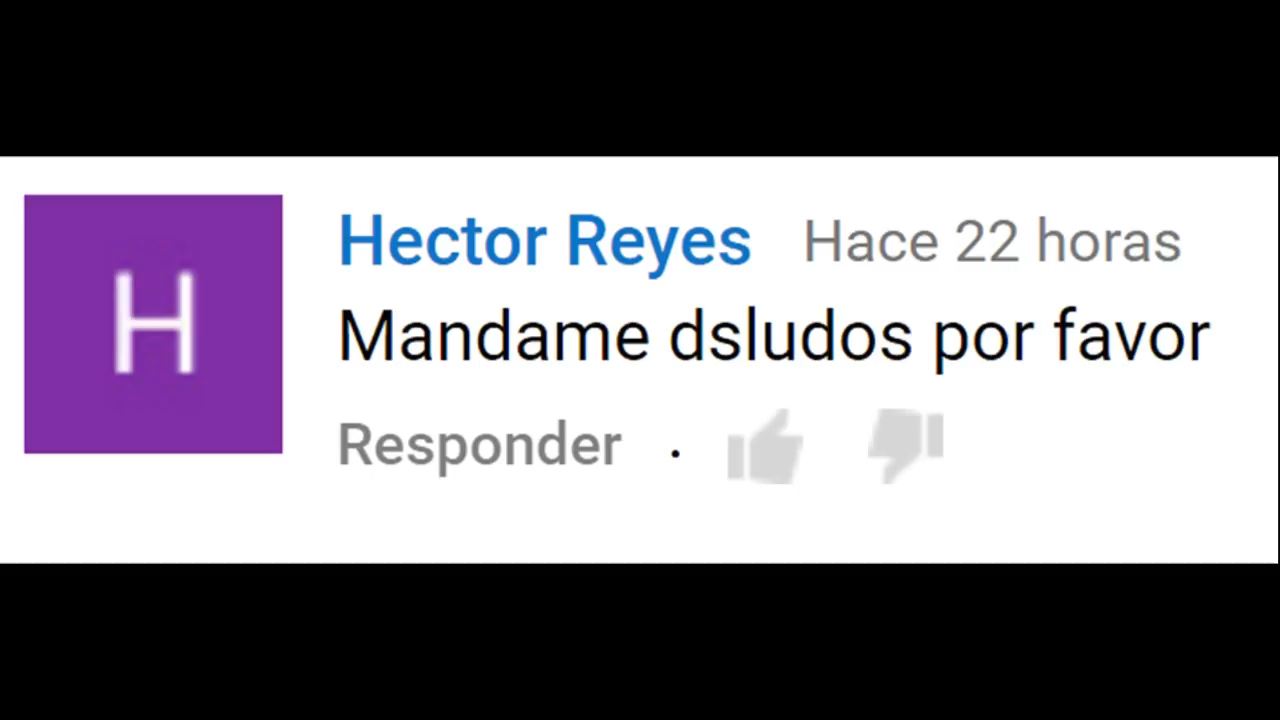 H
Hector Reyes Hace 22 horas
Mandame dsludos por favor
Responder .